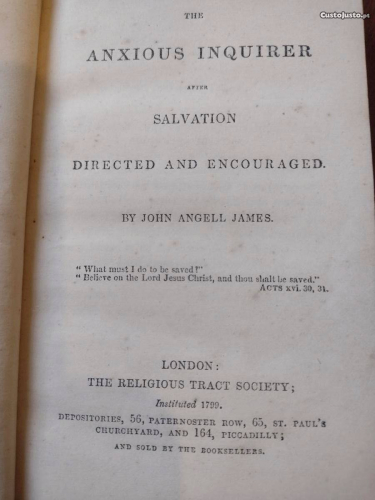 CustoJusto.pt
THE
ANXIOUS INQUIRER
AFTER
SALVATION
DIRECTED AND ENCOURAGED.
BY JOHN ANGELL JAMES.
"What must I do to be saved?"
"Believe on the Lord Jesus Christ, and thou shalt be saved."
ACTS xvi. 30, 31.
LONDON:
THE RELIGIOUS TRACT SOCIETY;
Instituted 1799.
DEPOSITORIES, 56, PATERNOSTER ROW, 65, ST. PAUL'S
CHURCHYARD, AND 164, PICCADILLY;
AND SOLD BY THE BOOKSELLERS.